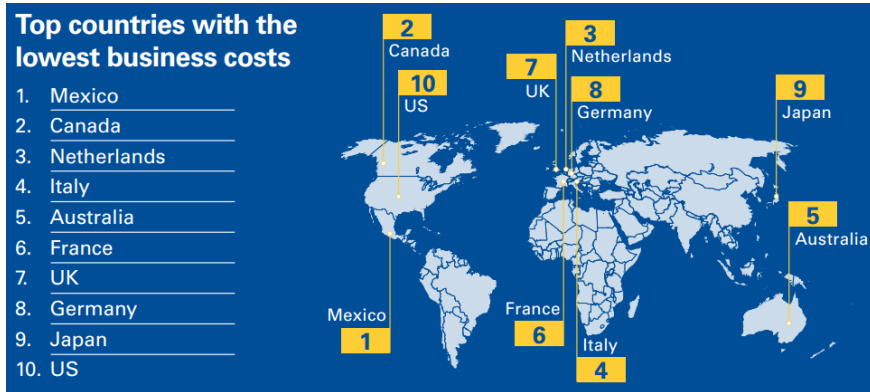 Top countries with the
lowest business costs
1. Mexico
2. Canada
3. Netherlands
4. Italy
5. Australia
6. France
7. UK
8. Germany
9. Japan
10. US
2
Canada
10
US
3
Netherlands
7
UK
8
Germany
9
Japan
5
Australia
Mexico
1
France
6
Italy
4